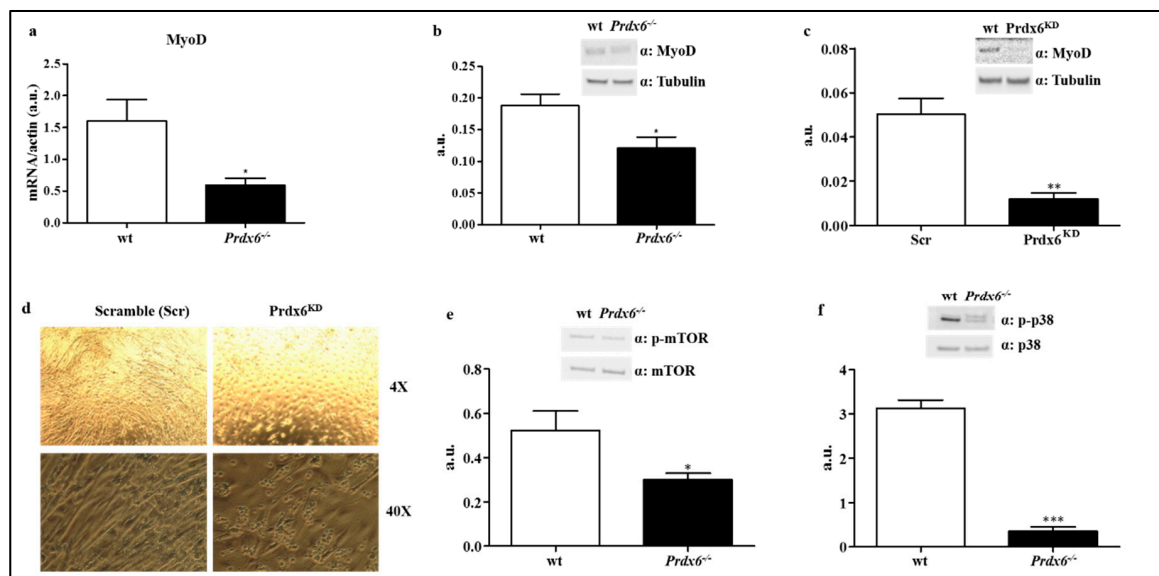 a
MyoD
mRNA/actin (a.u.)
2.0
1.5
1.0
0.5
0.0
*
wt
Prdx6-/-
b
wt Prdx6-/-
α: MyoD
α: Tubulin
a.u.
0.25
0.20
0.15
0.10
0.05
0.00
*
wt
Prdx6-/-
c
wt Prdx6KD
α: MyoD
α: Tubulin
a.u.
0.08
0.06
0.04
0.02
0.00
**
Scr
Prdx6KD
d
Scramble (Scr)
Prdx6KD
4X
40X
e
wt Prdx6-/-
α: p-mTOR
α: mTOR
a.u.
0.8
0.6
0.4
0.2
0.0
*
wt
Prdx6-/-
f
wt Prdx6-/-
α: p-p38
α: p38
a.u.
4
3
2
1
0
***
wt
Prdx6-/-